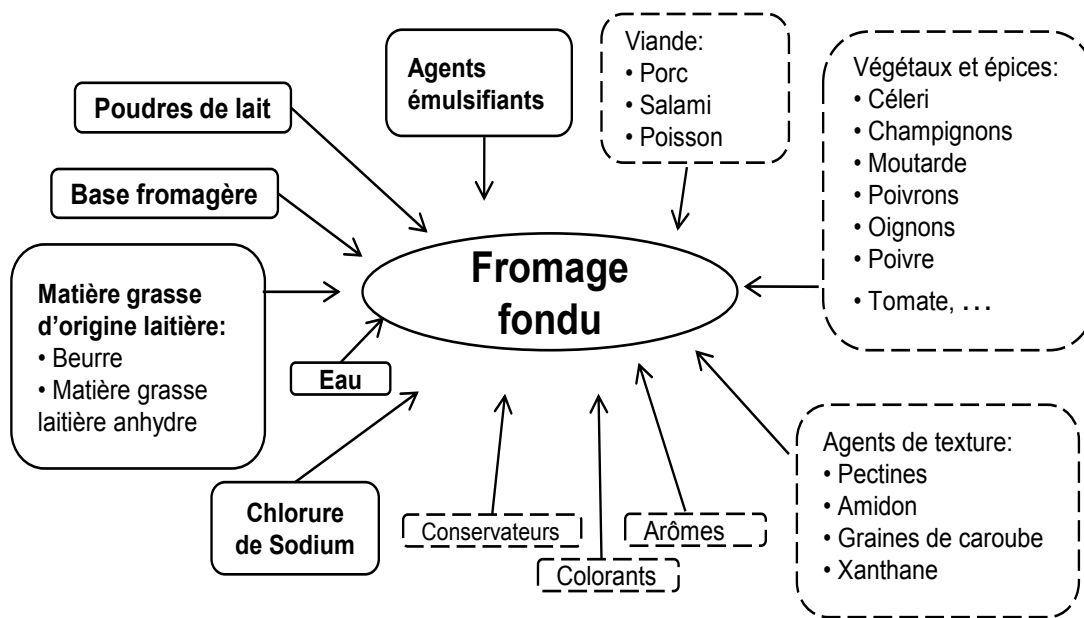 Agents
émulsifiants
Viande:
• Porc
• Salami
• Poisson
Végétaux et épices:
• Céleri
• Champignons
• Moutarde
• Poivrons
• Oignons
• Poivre
• Tomate, …
Poudres de lait
Base fromagère
Fromage
fondu
Matière grasse
d’origine laitière:
• Beurre
• Matière grasse
laitière anhydre
Eau
Chlorure
de Sodium
Conservateurs
Colorants
Arômes
Agents de texture:
• Pectines
• Amidon
• Graines de caroube
• Xanthane